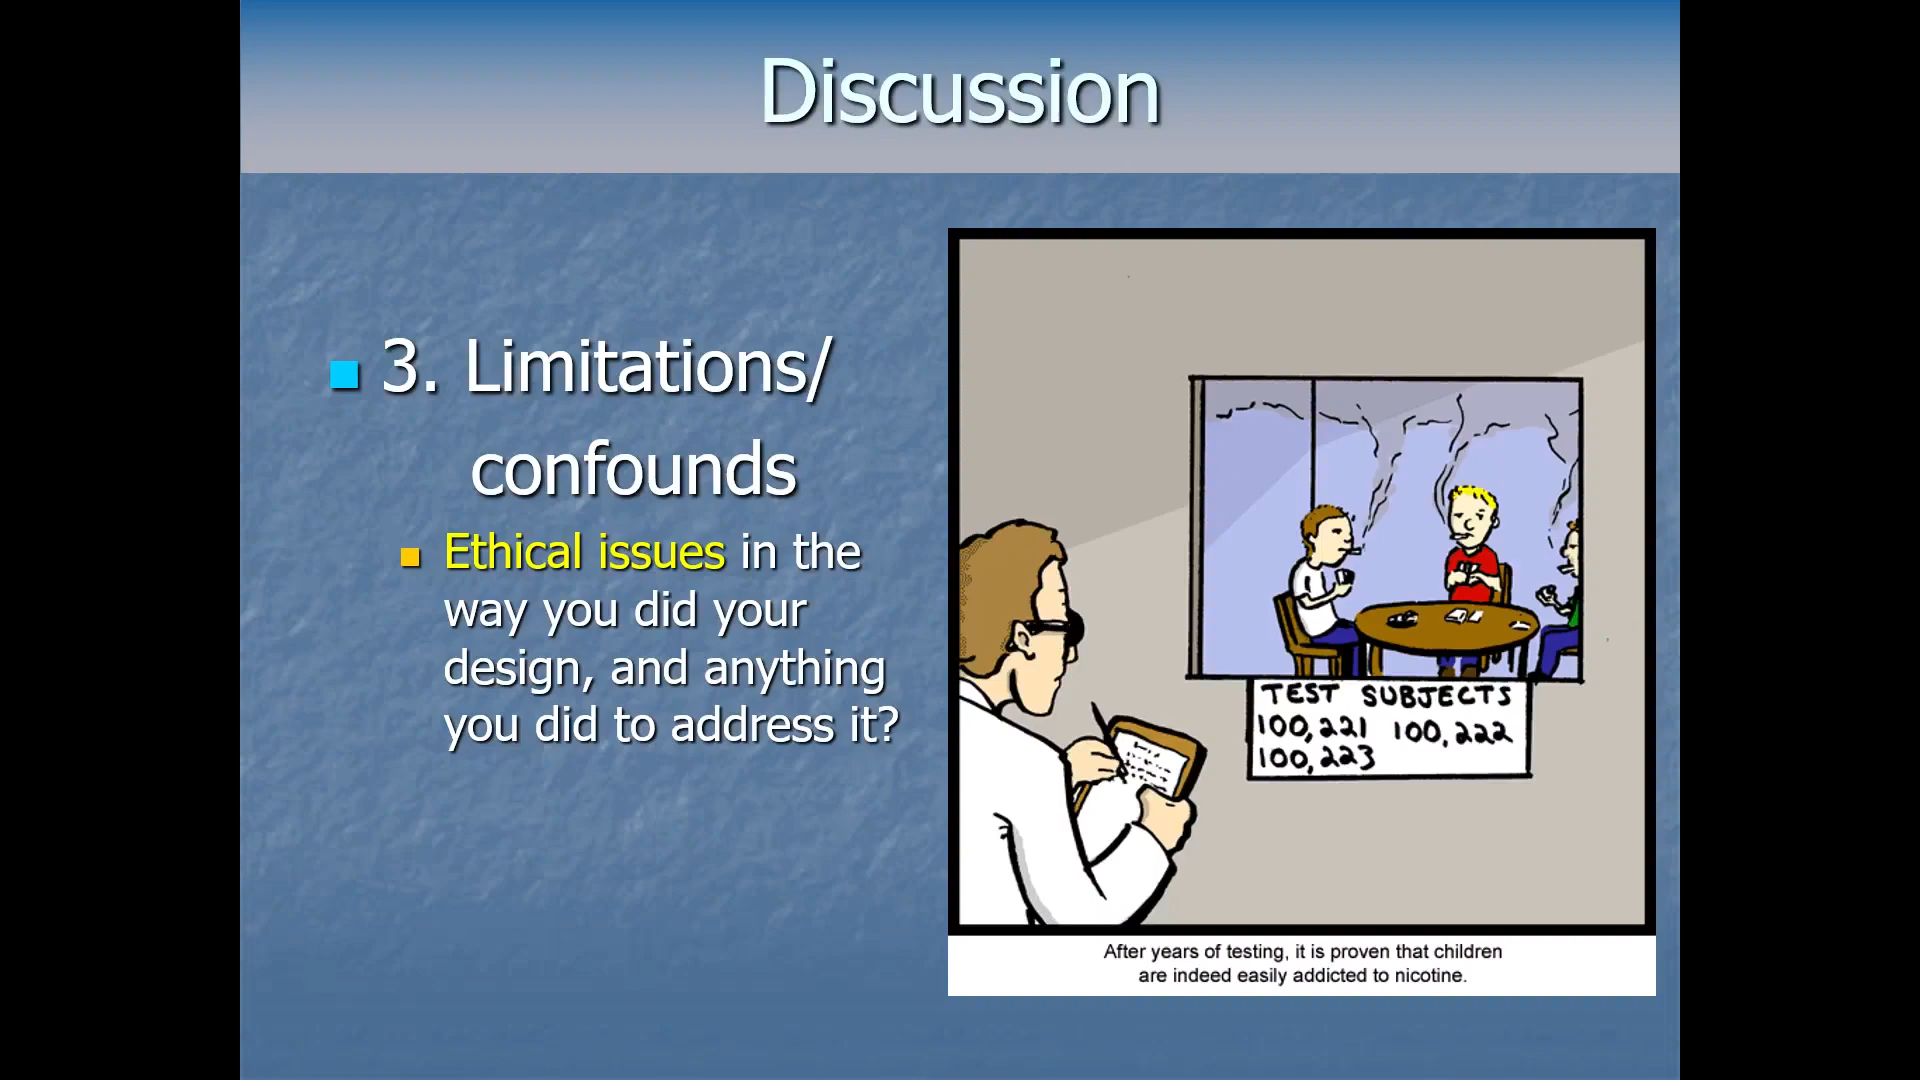 Discussion
3. Limitations/
confounds
Ethical issues in the
way you did your
design, and anything
you did to address it?
TEST SUBJECTS
100,221 100,222
100,223
After years of testing, it is proven that children
are indeed easily addicted to nicotine.